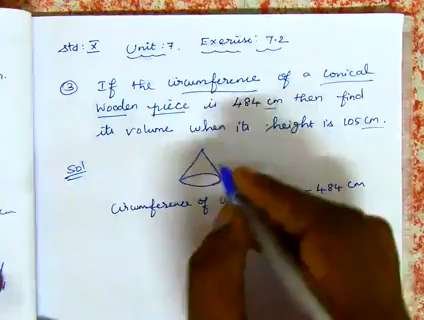 std: X Unit: 7. Exercise: 7.2
③ If the circumference of a conical
wooden piece is 484 cm then find
its volume when its height is 105 cm.
Sol
Circumference of = 484 cm
cm